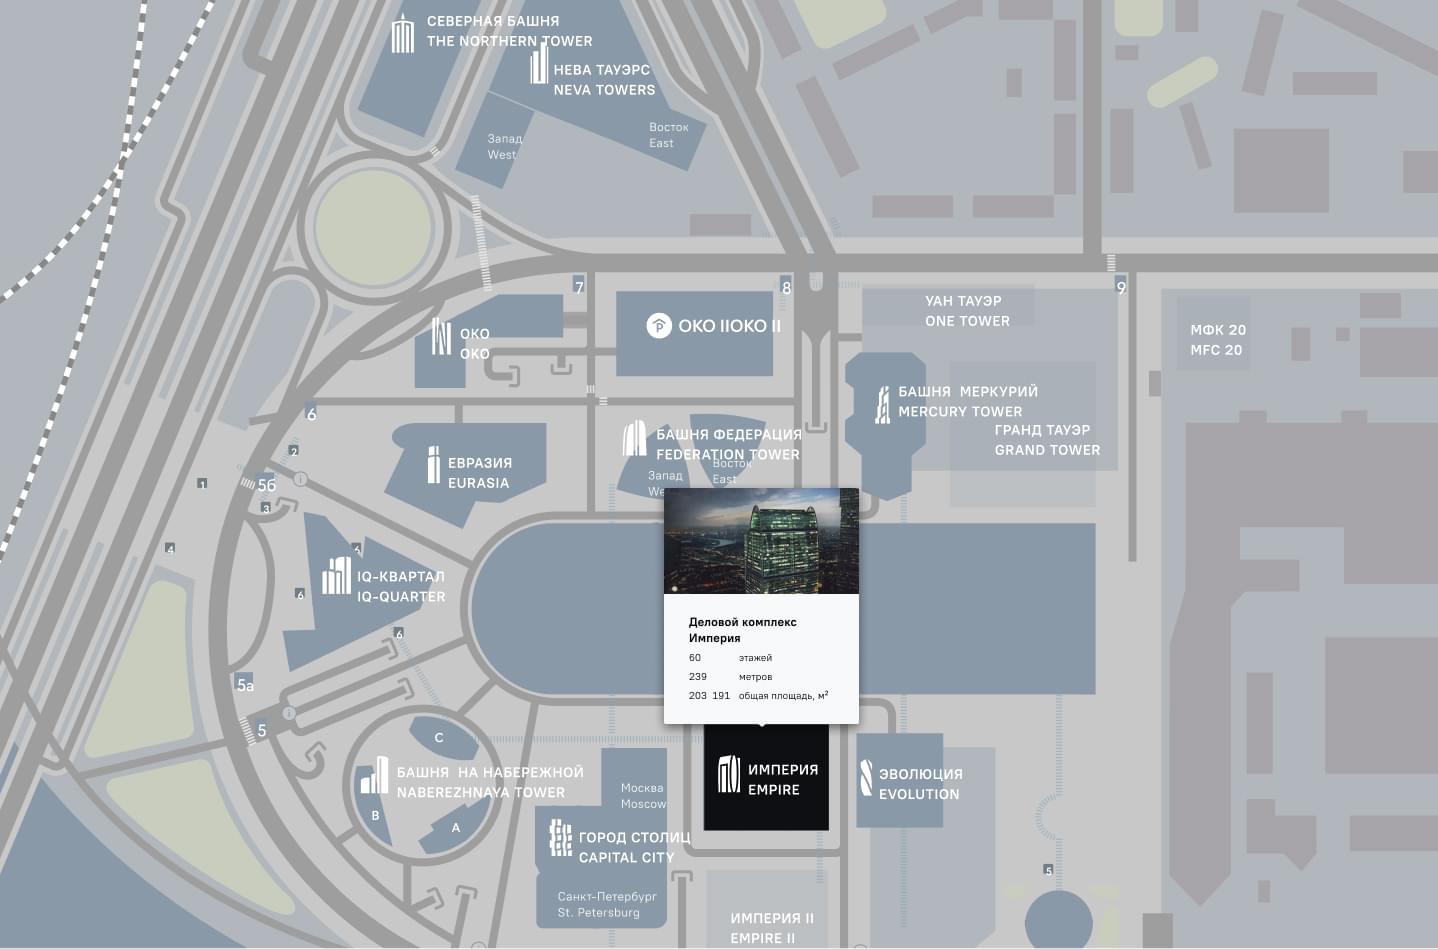 СЕВЕРНАЯ БАШНЯ
THE NORTHERN TOWER
НЕВА ТАУЭРС
NEVA TOWERS
Запад
West
Восток
East
7
8
9
УАН ТАУЭР
ONE TOWER
МФК 20
MFC 20
ОКО
OKO
OKO IIOKO II
БАШНЯ МЕРКУРИЙ
MERCURY TOWER
ГРАНД ТАУЭР
GRAND TOWER
6
БАШНЯ ФЕДЕРАЦИЯ
FEDERATION TOWER
Запад
We
Восток
East
ЕВРАЗИЯ
EURASIA
2
i
1
5б
3
4
6
IQ-КВАРТАЛ
IQ-QUARTER
6
6
Деловой комплекс
Империя
60 этажей
239 метров
203 191 общая площадь, м²
5а
i
5
C
БАШНЯ НА НАБЕРЕЖНОЙ
NABEREZHNAYA TOWER
B
A
Москва
Moscow
ГОРОД СТОЛИЦ
CAPITAL CITY
Санкт-Петербург
St. Petersburg
ИМПЕРИЯ
EMPIRE
ЭВОЛЮЦИЯ
EVOLUTION
5
ИМПЕРИЯ II
EMPIRE II